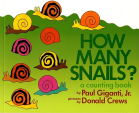 HOW
MANY
SNAILS?
a counting book
by Paul Giganti, Jr.
pictures by Donald Crews